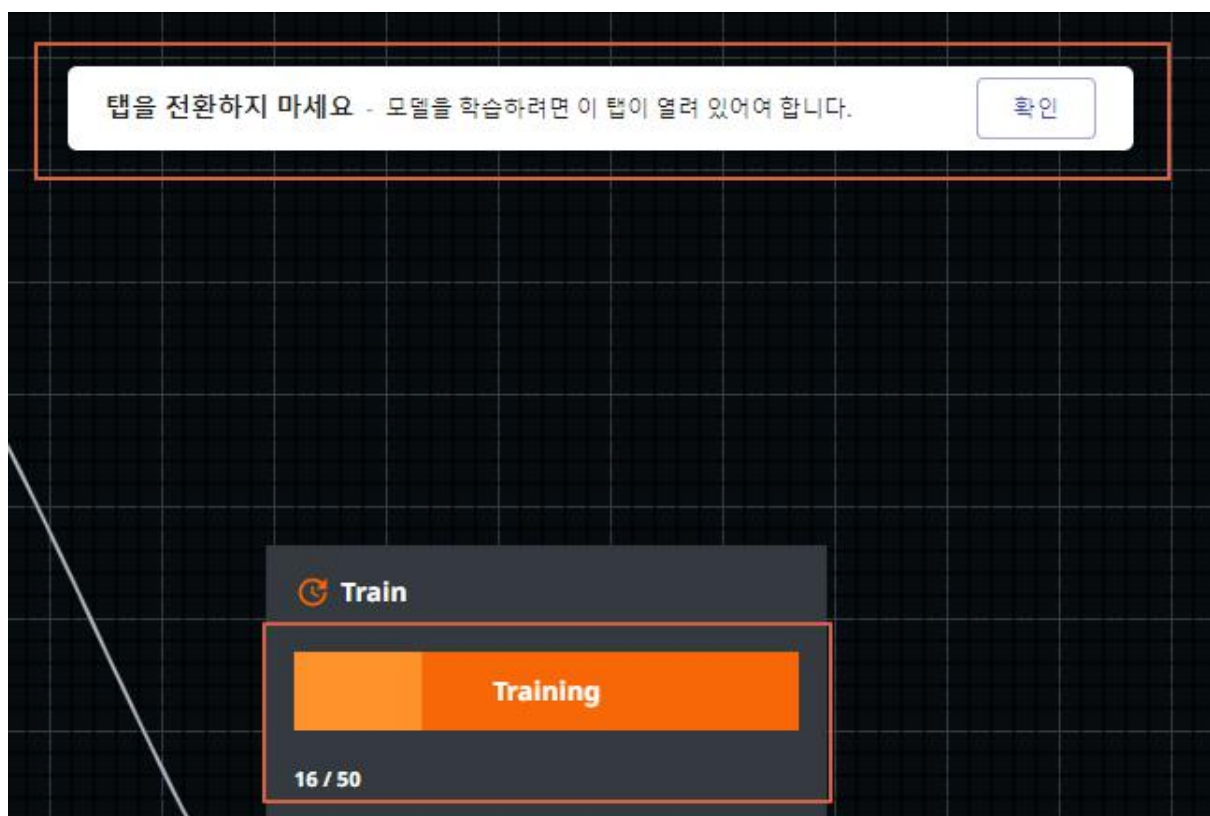 탭을 전환하지 마세요 - 모델을 학습하려면 이 탭이 열려 있어여 합니다. 확인
Train
Training
16 / 50